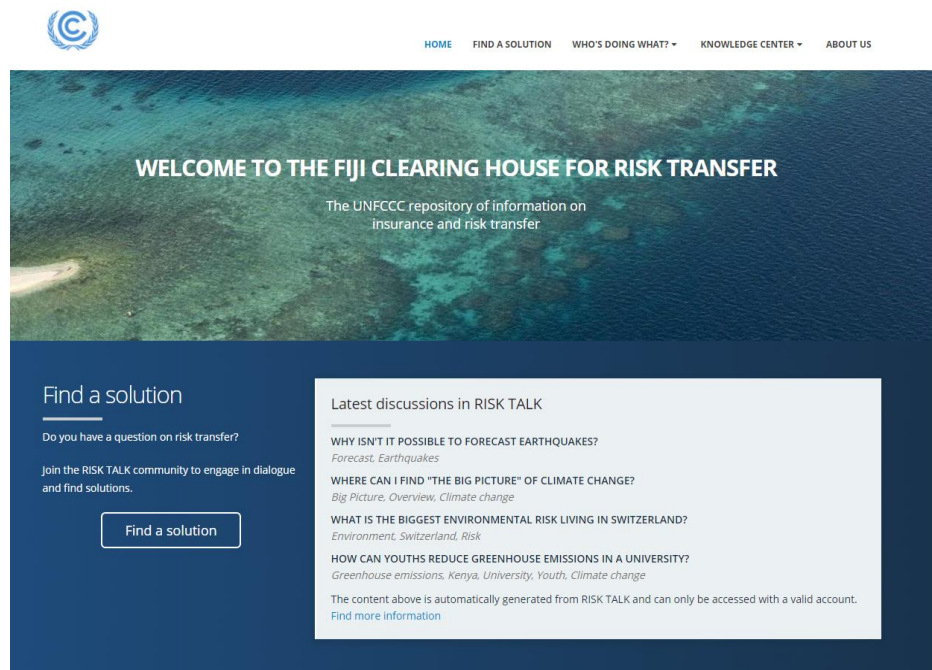 HOME FIND A SOLUTION WHO'S DOING WHAT? KNOWLEDGE CENTER ABOUT US
WELCOME TO THE FIJI CLEARING HOUSE FOR RISK TRANSFER
The UNFCCC repository of information on
insurance and risk transfer
Find a solution
Do you have a question on risk transfer?
Join the RISK TALK community to engage in dialogue
and find solutions.
Find a solution
Latest discussions in RISK TALK
WHY ISN'T IT POSSIBLE TO FORECAST EARTHQUAKES?
Forecast, Earthquakes
WHERE CAN I FIND "THE BIG PICTURE" OF CLIMATE CHANGE?
Big Picture, Overview, Climate change
WHAT IS THE BIGGEST ENVIRONMENTAL RISK LIVING IN SWITZERLAND?
Environment, Switzerland, Risk
HOW CAN YOUTHS REDUCE GREENHOUSE EMISSIONS IN A UNIVERSITY?
Greenhouse emissions, Kenya, University, Youth, Climate change
The content above is automatically generated from RISK TALK and can only be accessed with a valid account.
Find more information